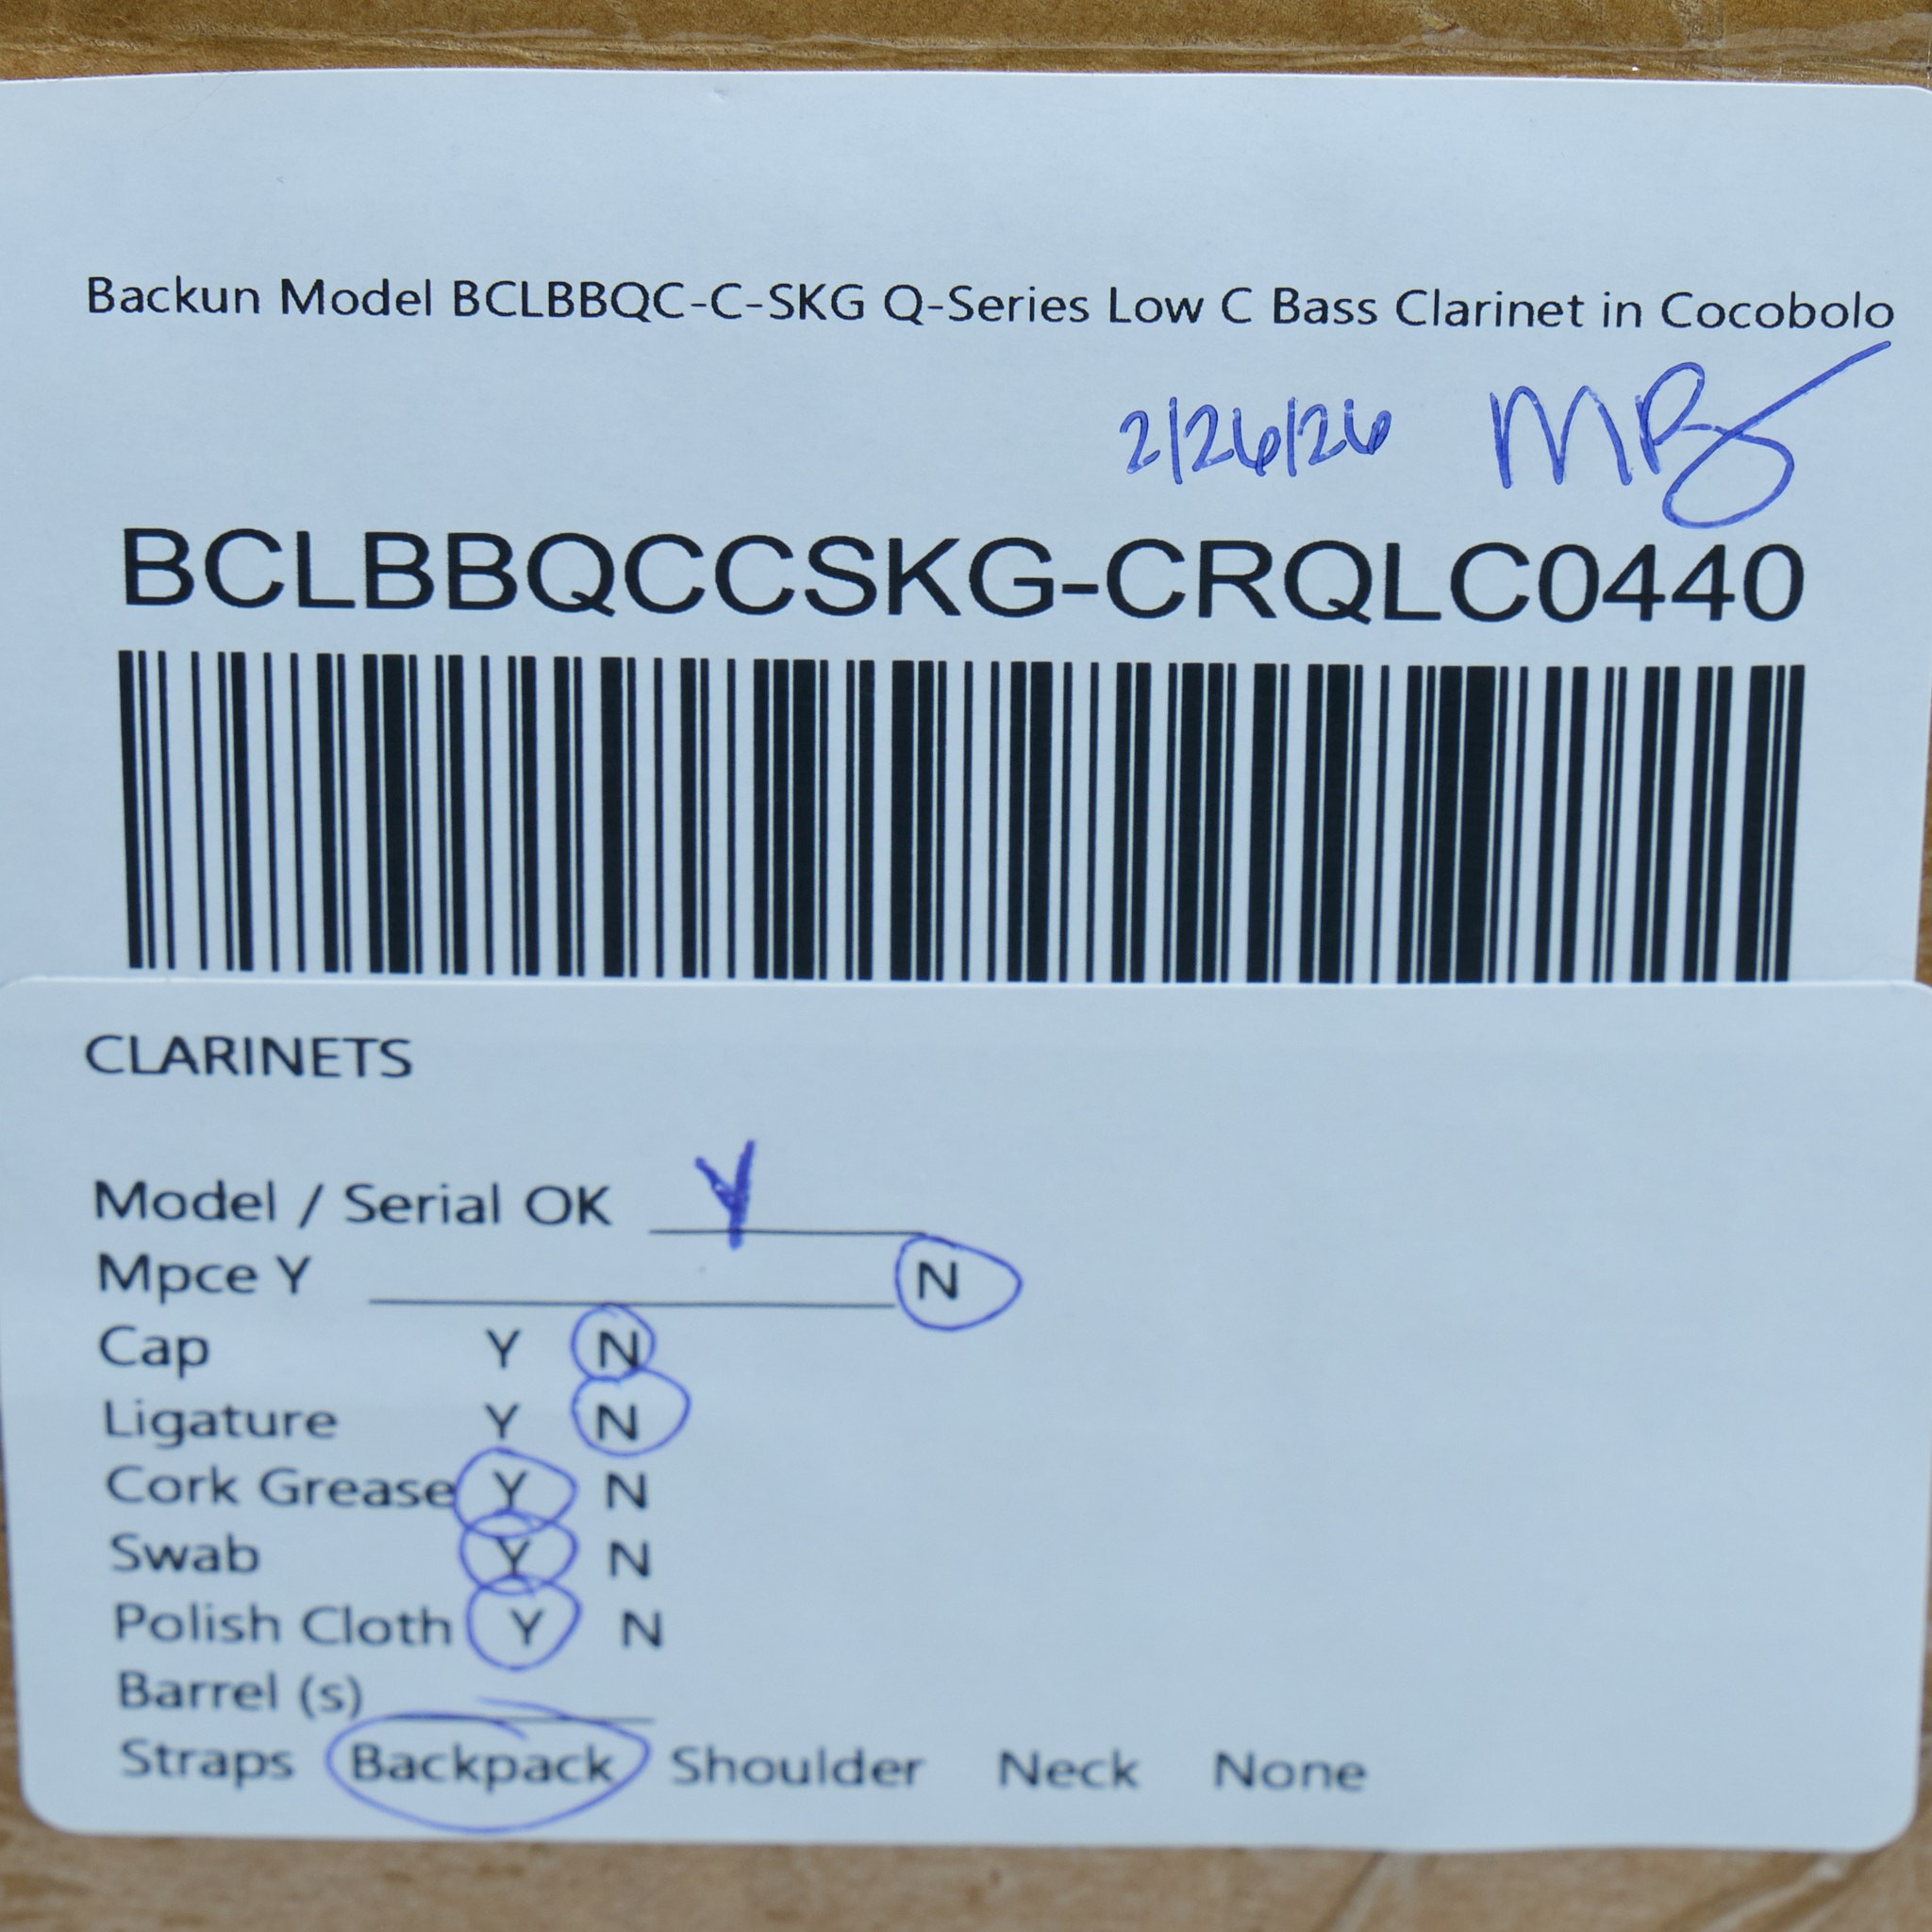 Backun Model BCLBBQC-C-SKG Q-Series Low C Bass Clarinet in Cocobolo
2/26/26 MB
BCLBBQCCSKG-CRQLC0440
CLARINETS
Model / Serial OK Y
Mpce Y N
Cap Y N
Ligature Y N
Cork Grease Y N
Swab Y N
Polish Cloth Y N
Barrel (s)
Straps Backpack Shoulder Neck None